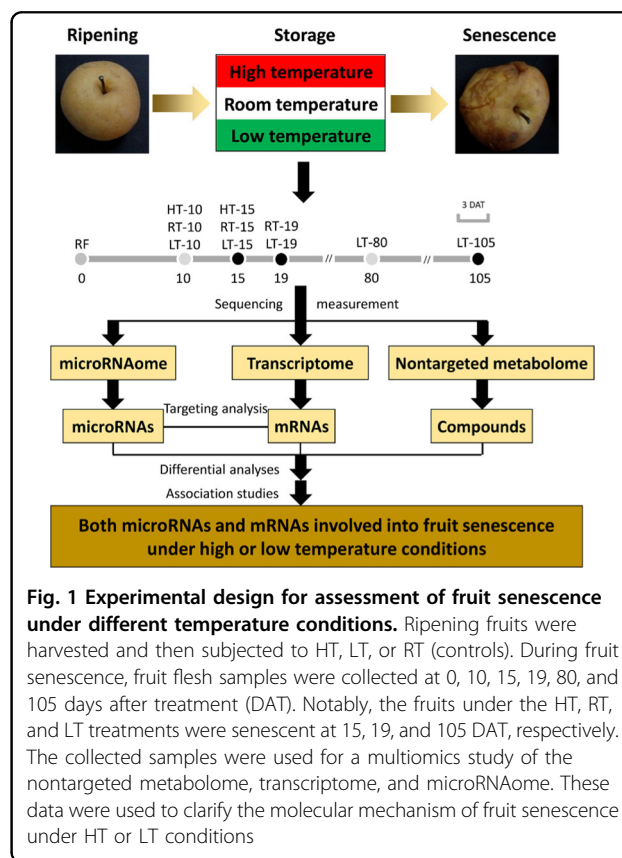 Ripening Storage Senescence
High temperature
Room temperature
Low temperature
3 DAT
HT-10 HT-15
RT-10 RT-15 RT-19
RF LT-10 LT-15 LT-19 LT-80 LT-105
// //
0 10 15 19 80 105
Sequencing measurement
microRNAome Transcriptome Nontargeted metabolome
Targeting analysis
microRNAs mRNAs Compounds
Differential analyses
Association studies
Both microRNAs and mRNAs involved into fruit senescence
under high or low temperature conditions
Fig. 1 Experimental design for assessment of fruit senescence
under different temperature conditions. Ripening fruits were
harvested and then subjected to HT, LT, or RT (controls). During fruit
senescence, fruit flesh samples were collected at 0, 10, 15, 19, 80, and
105 days after treatment (DAT). Notably, the fruits under the HT, RT,
and LT treatments were senescent at 15, 19, and 105 DAT, respectively.
The collected samples were used for a multiomics study of the
nontargeted metabolome, transcriptome, and microRNAome. These
data were used to clarify the molecular mechanism of fruit senescence
under HT or LT conditions